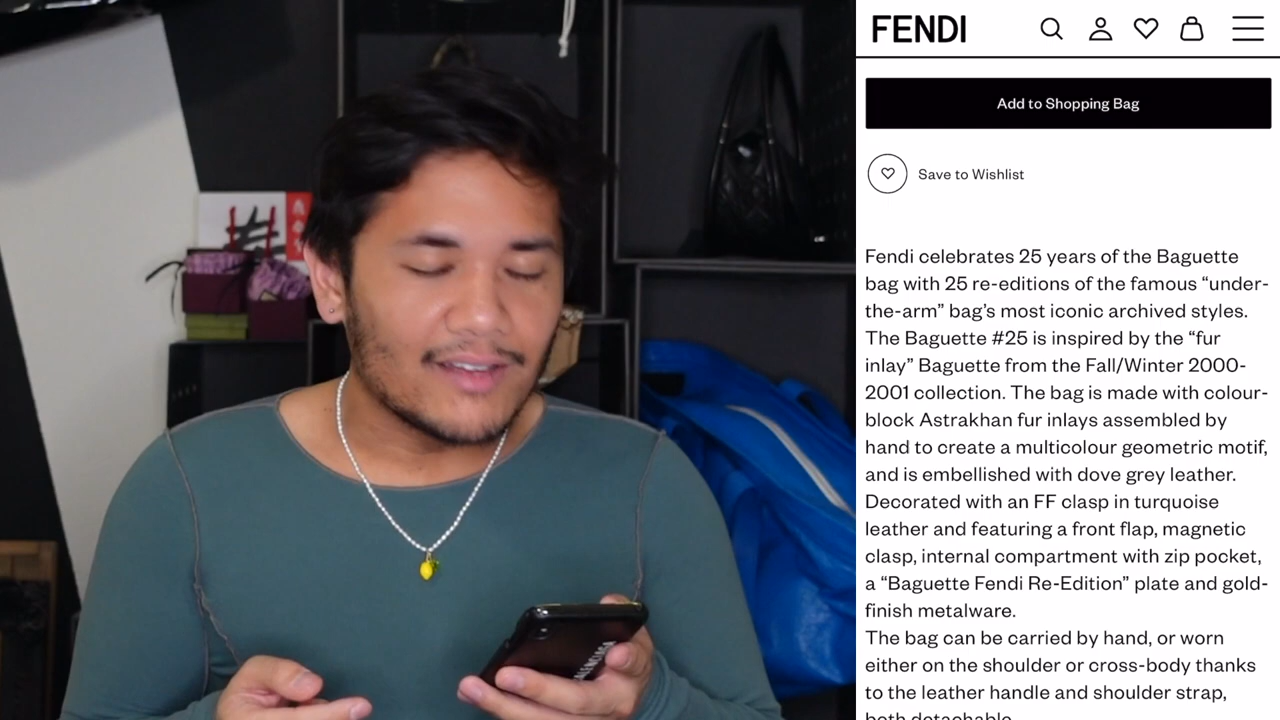 FENDI
Add to Shopping Bag
Save to Wishlist
Fendi celebrates 25 years of the Baguette
bag with 25 re-editions of the famous “under-
the-arm” bag’s most iconic archived styles.
The Baguette #25 is inspired by the “fur
inlay” Baguette from the Fall/Winter 2000-
2001 collection. The bag is made with colour-
block Astrakhan fur inlays assembled by
hand to create a multicolour geometric motif,
and is embellished with dove grey leather.
Decorated with an FF clasp in turquoise
leather and featuring a front flap, magnetic
clasp, internal compartment with zip pocket,
a “Baguette Fendi Re-Edition” plate and gold-
finish metalware.
The bag can be carried by hand, or worn
either on the shoulder or cross-body thanks
to the leather handle and shoulder strap,
both detachable.
BALENCIAGA